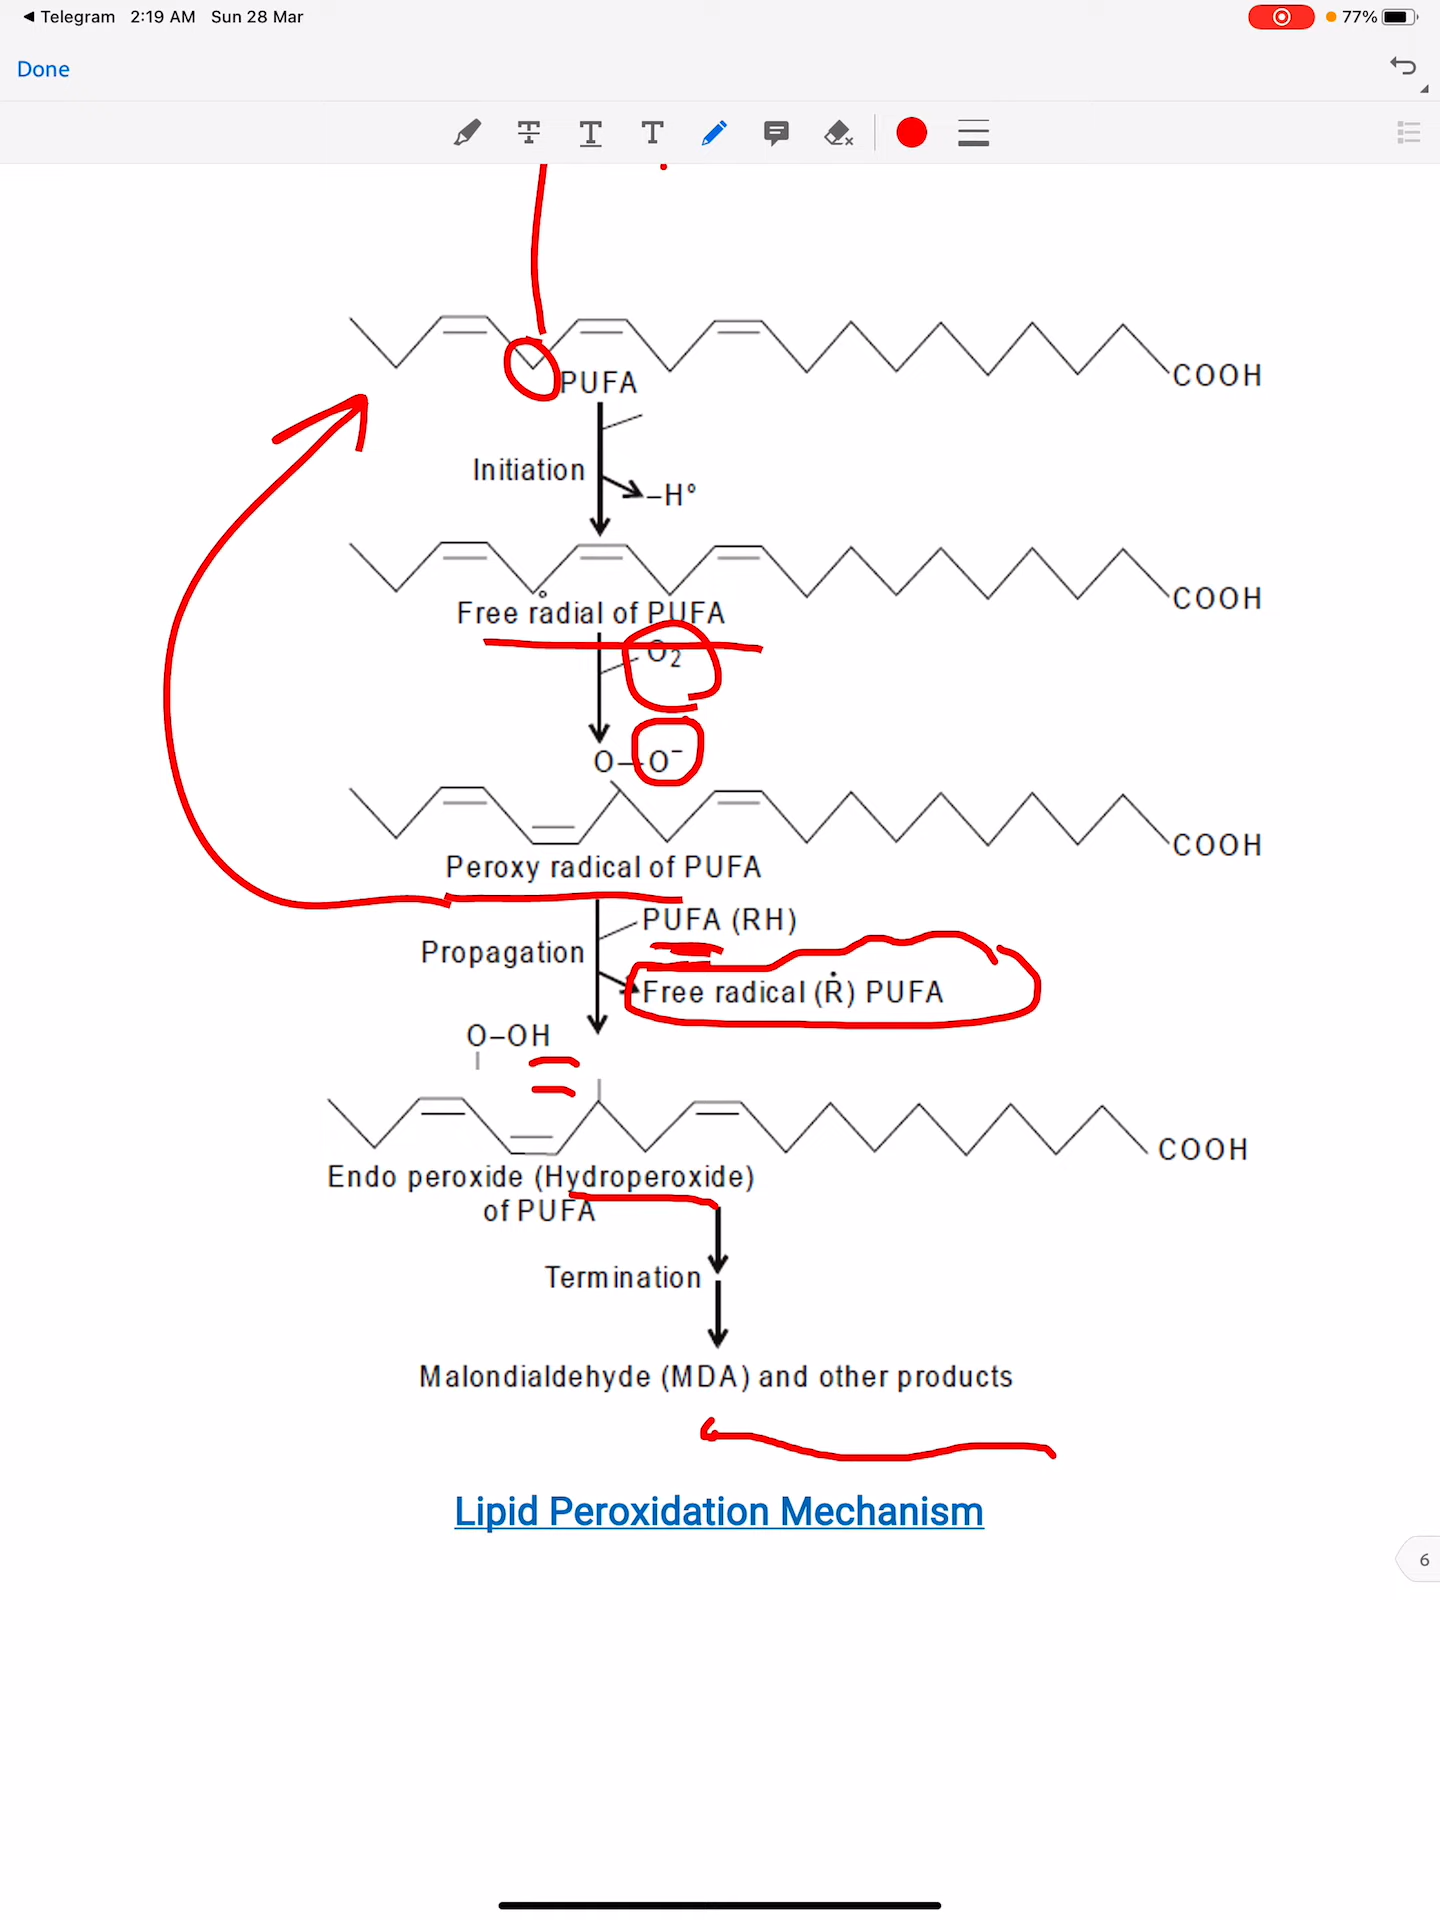 Telegram 2:19 AM Sun 28 Mar
77%
Done
PUFA
COOH
Initiation
–H°
COOH
Free radial of PUFA
O2
O–O–
COOH
Peroxy radical of PUFA
PUFA (RH)
Propagation
Free radical (Ṙ) PUFA
O–OH
COOH
Endo peroxide (Hydroperoxide)
of PUFA
Termination
Malondialdehyde (MDA) and other products
Lipid Peroxidation Mechanism
6